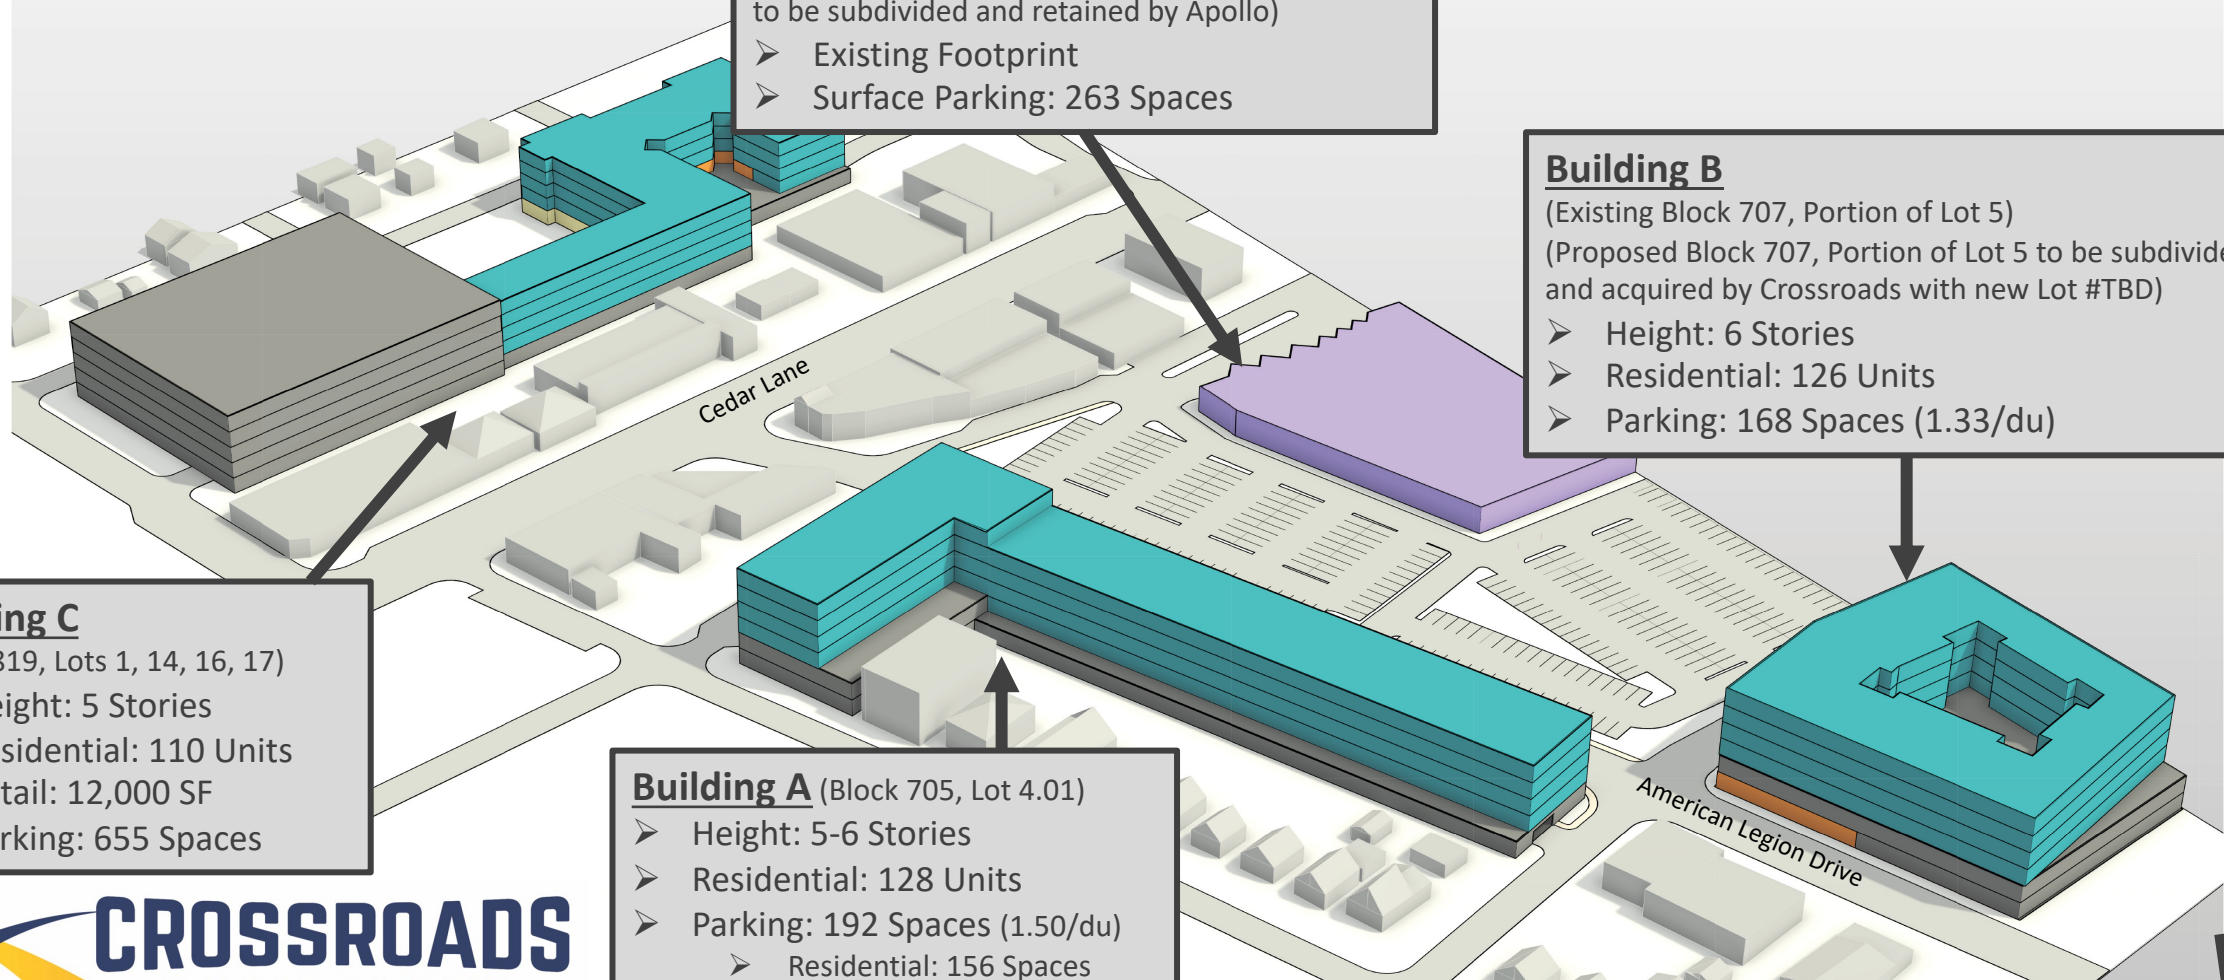 to be subdivided and retained by Apollo)
➢ Existing Footprint
➢ Surface Parking: 263 Spaces
Building B
(Existing Block 707, Portion of Lot 5)
(Proposed Block 707, Portion of Lot 5 to be subdivide
and acquired by Crossroads with new Lot #TBD)
➢ Height: 6 Stories
➢ Residential: 126 Units
➢ Parking: 168 Spaces (1.33/du)
Cedar Lane
ing C
819, Lots 1, 14, 16, 17)
eight: 5 Stories
sidential: 110 Units
tail: 12,000 SF
rking: 655 Spaces
Building A (Block 705, Lot 4.01)
➢ Height: 5-6 Stories
➢ Residential: 128 Units
➢ Parking: 192 Spaces (1.50/du)
➢ Residential: 156 Spaces
American Legion Drive
CROSSROADS